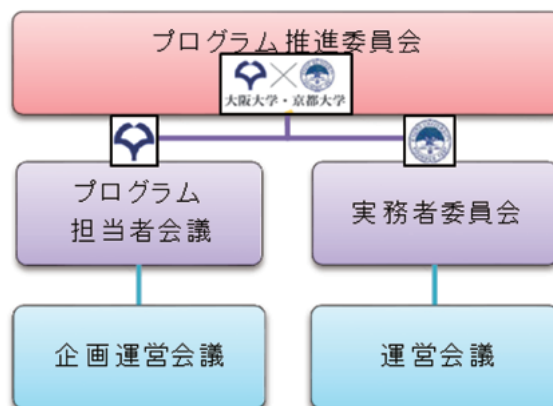 プログラム推進委員会
大阪大学・京都大学
プログラム
担当者会議
実務者委員会
企画運営会議
運営会議